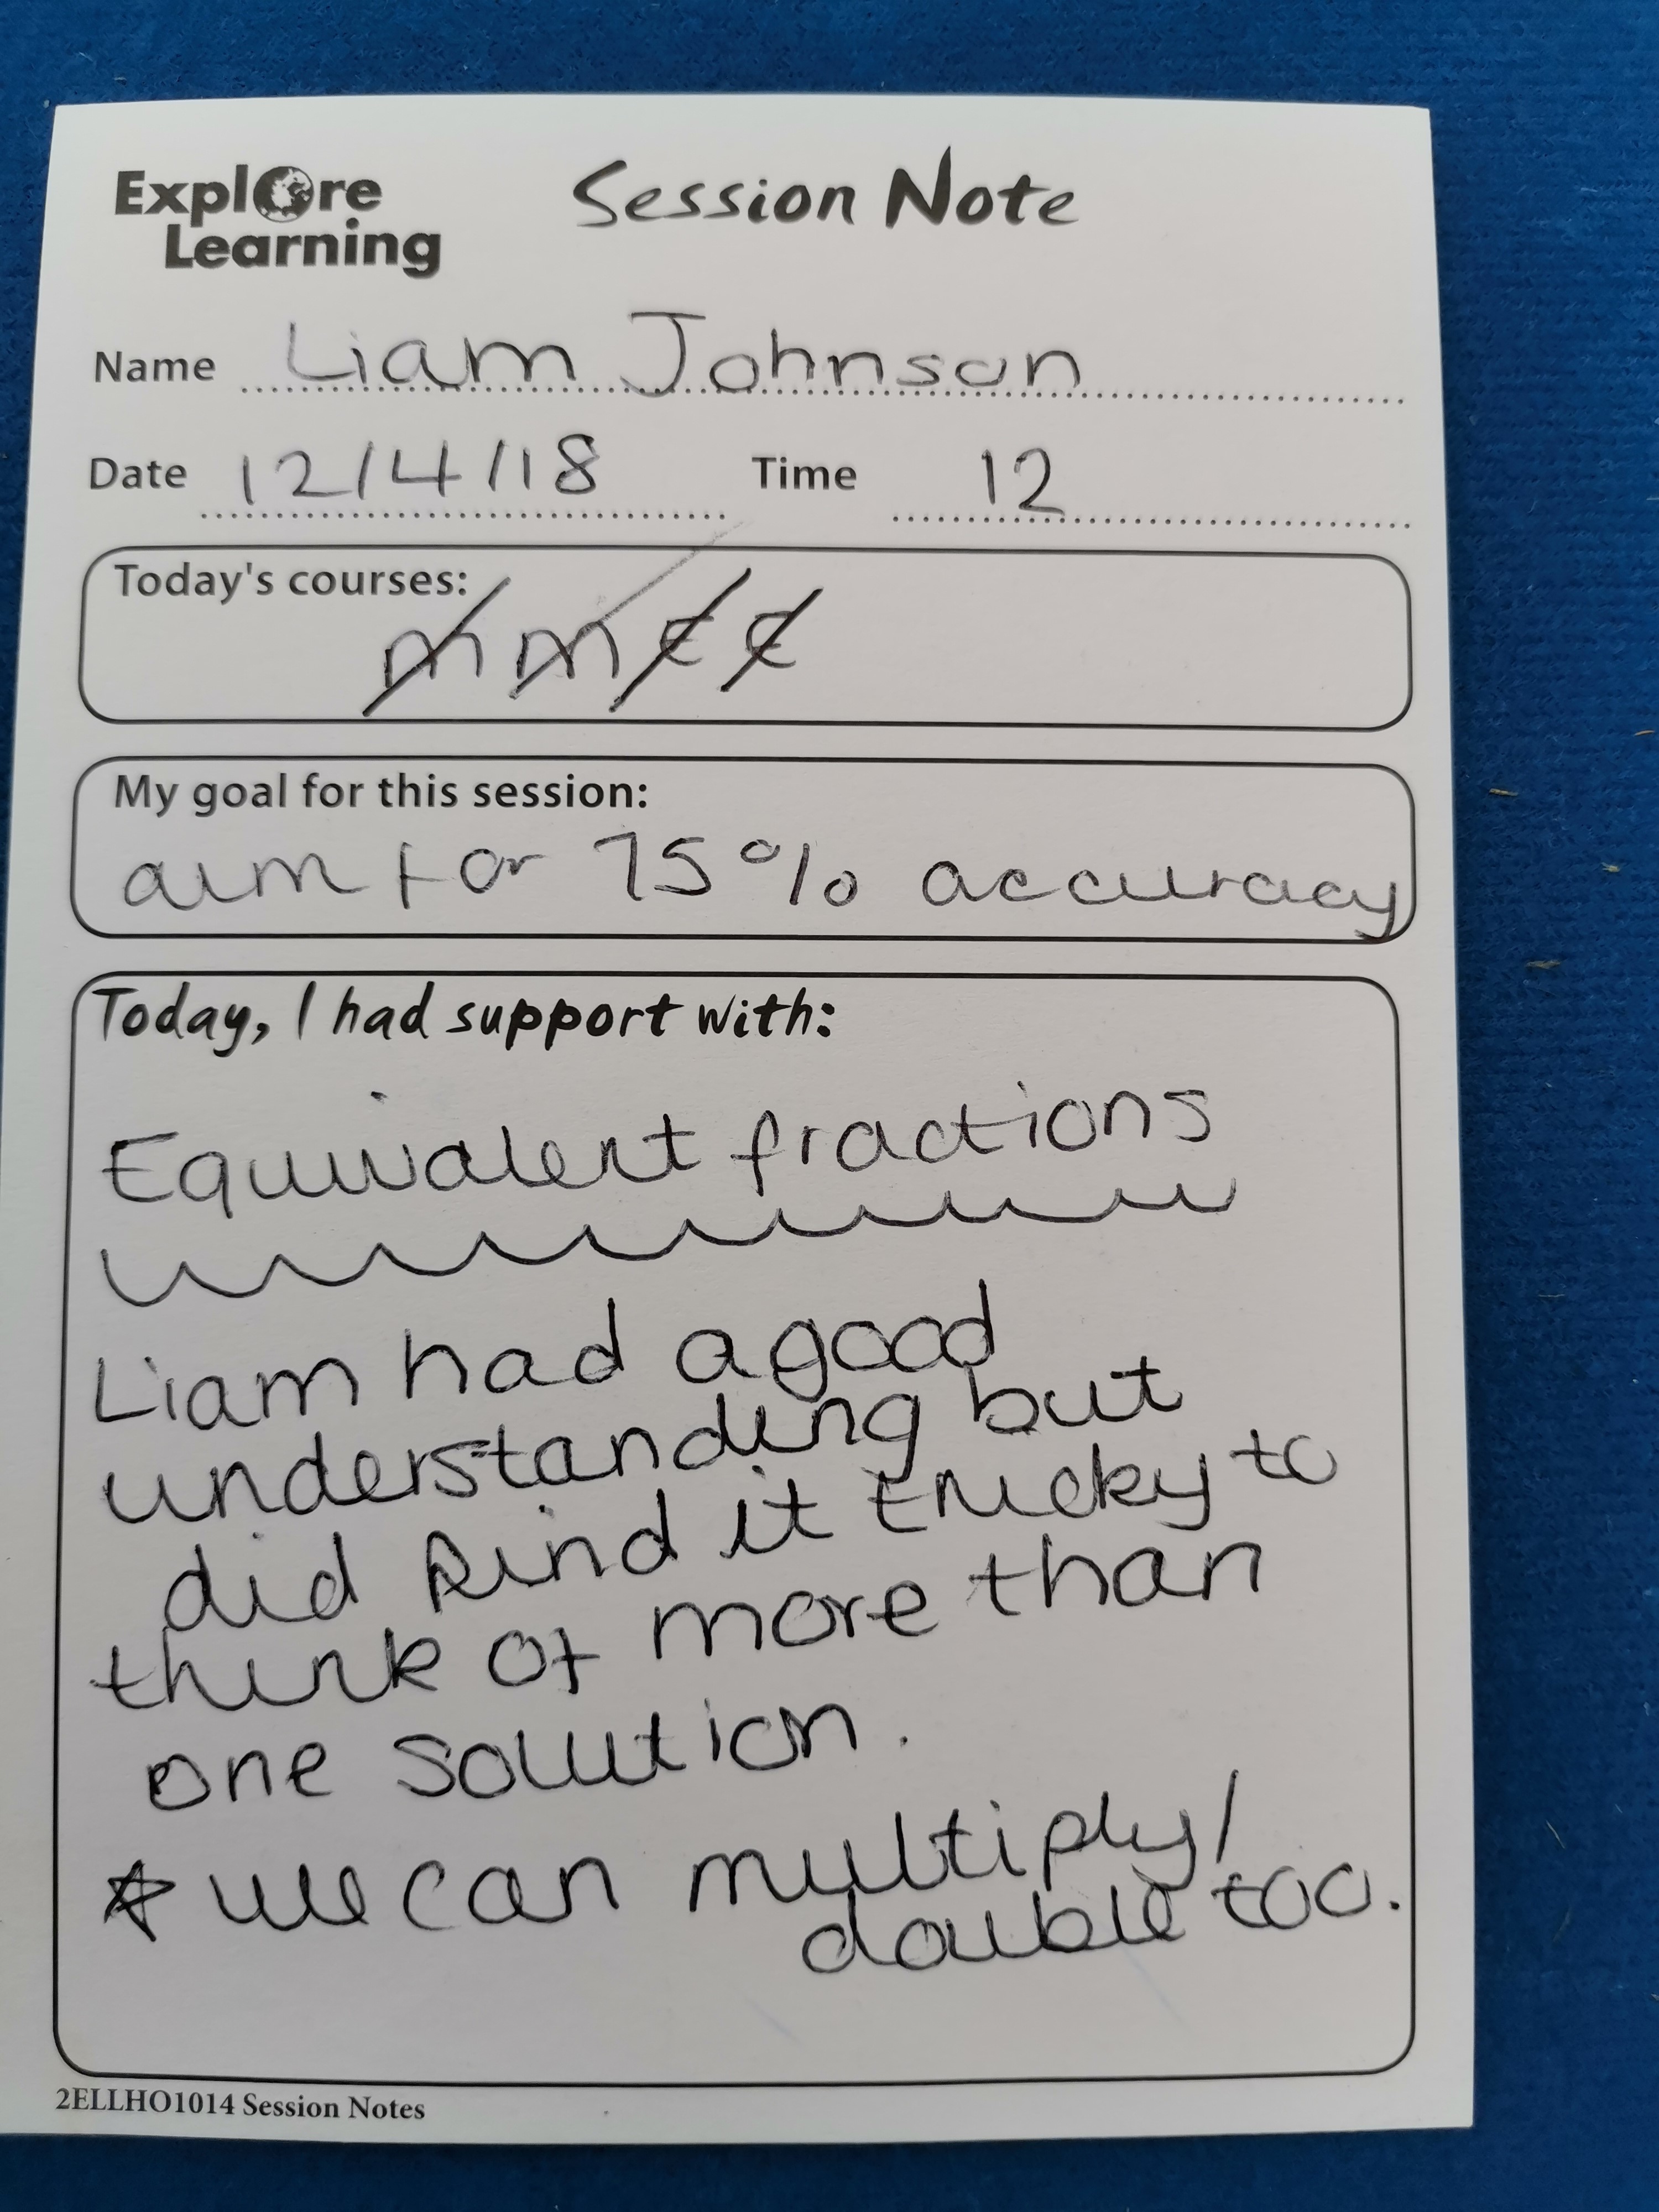 Explore Learning
Session Note
Name Liam Johnson
Date 12/4/18 Time 12
Today's courses:
m m € €
My goal for this session:
aim for 75% accuracy
Today, I had support with:
Equivalent fractions
Liam had a good
understanding but
did find it tricky to
think of more than
one solution.
☆ we can multiply/
double too.
2ELLHO1014 Session Notes